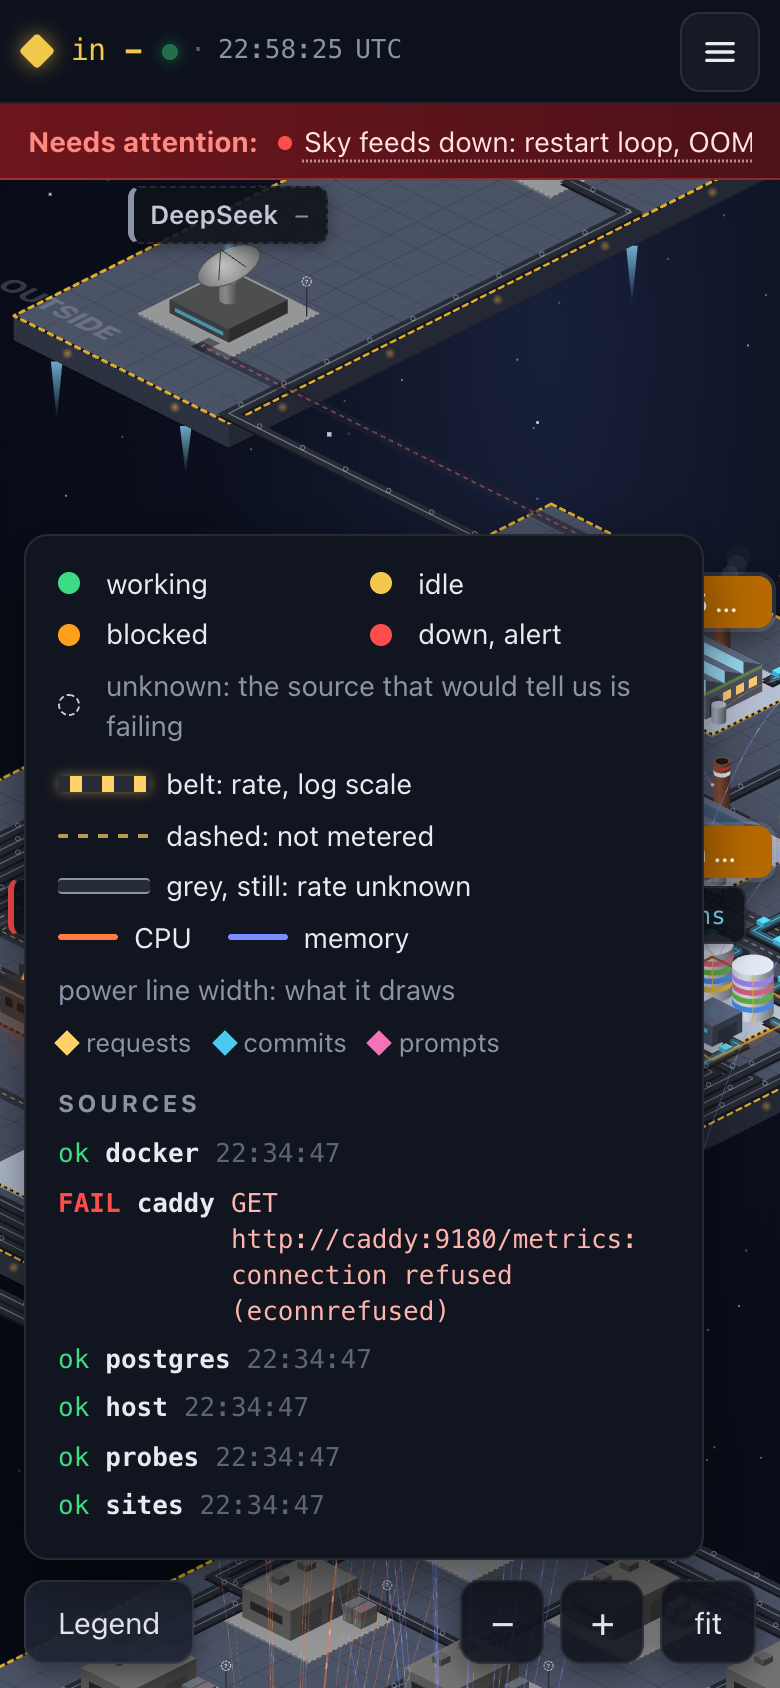 in – · 22:58:25 UTC
Needs attention: Sky feeds down: restart loop, OOM
DeepSeek –
OUTSIDE
working
idle
blocked
down, alert
unknown: the source that would tell us is
failing
belt: rate, log scale
dashed: not metered
grey, still: rate unknown
CPU
memory
power line width: what it draws
requests
commits
prompts
SOURCES
ok docker 22:34:47
FAIL caddy GET
http://caddy:9180/metrics:
connection refused
(econnrefused)
ok postgres 22:34:47
ok host 22:34:47
ok probes 22:34:47
ok sites 22:34:47
Legend
−
+
fit